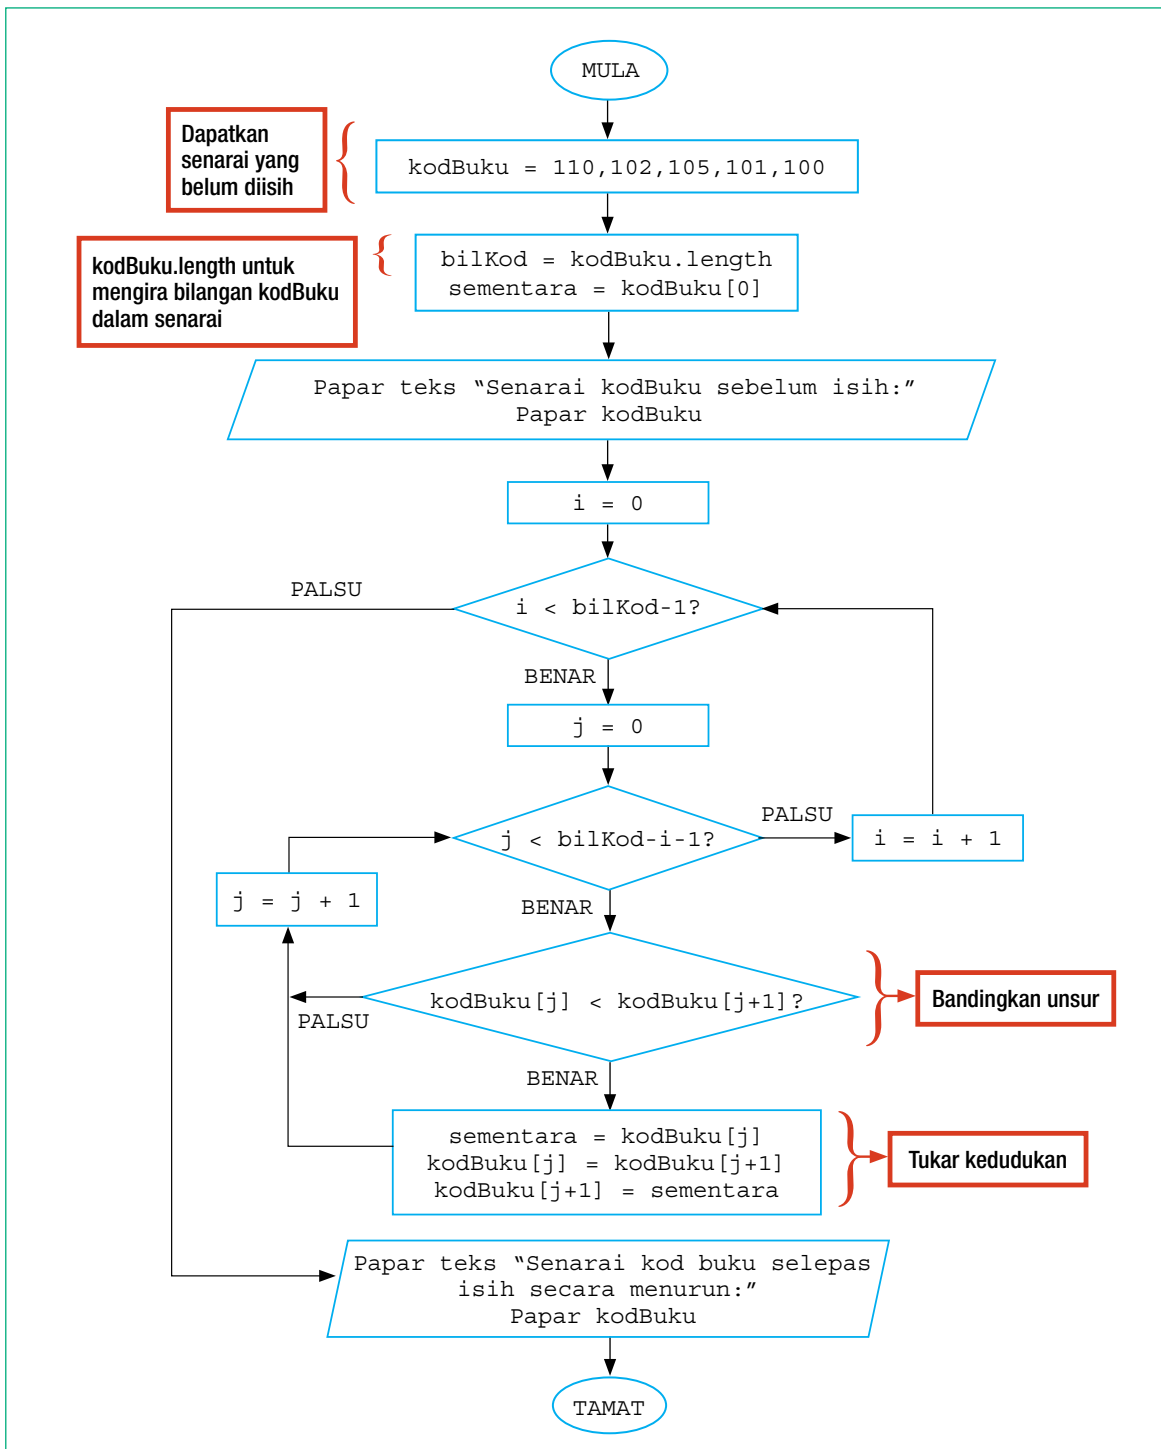 MULA
Dapatkan
senarai yang
belum diisih
kodBuku = 110,102,105,101,100
kodBuku.length untuk
mengira bilangan kodBuku
dalam senarai
bilKod = kodBuku.length
sementara = kodBuku[0]
Papar teks “Senarai kodBuku sebelum isih:”
Papar kodBuku
i = 0
PALSU
i < bilKod-1?
BENAR
j = 0
j < bilKod-i-1?
PALSU
i = i + 1
j = j + 1
BENAR
kodBuku[j] < kodBuku[j+1]?
PALSU
Bandingkan unsur
BENAR
sementara = kodBuku[j]
kodBuku[j] = kodBuku[j+1]
kodBuku[j+1] = sementara
Tukar kedudukan
Papar teks “Senarai kod buku selepas
isih secara menurun:”
Papar kodBuku
TAMAT